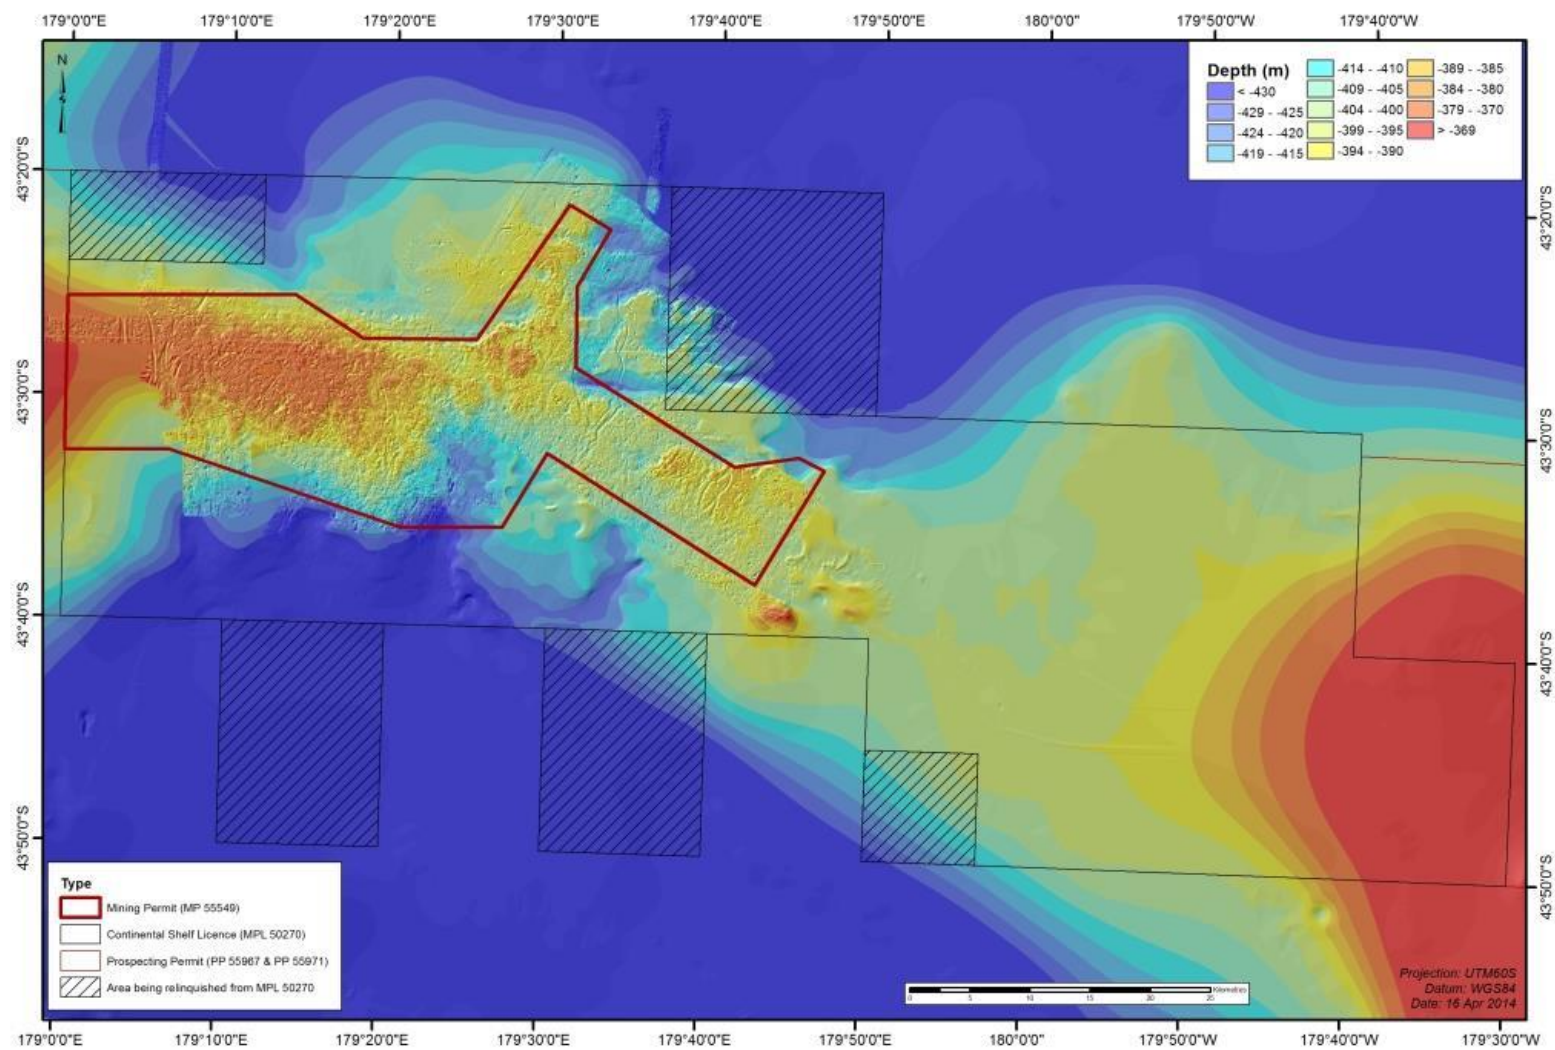 179°0'0"E 179°10'0"E 179°20'0"E 179°30'0"E 179°40'0"E 179°50'0"E 180°0'0" 179°50'0"W 179°40'0"W
N
S
Depth (m)
< -430
-429 - -425
-424 - -420
-419 - -415
-414 - -410
-409 - -405
-404 - -400
-399 - -395
-394 - -390
-389 - -385
-384 - -380
-379 - -370
> -369
43°20'0"S
43°30'0"S
43°40'0"S
43°50'0"S
43°20'0"S
43°30'0"S
43°40'0"S
43°50'0"S
Type
Mining Permit (MP 55549)
Continental Shelf Licence (MPL 50270)
Prospecting Permit (PP 55967 & PP 55971)
Area being relinquished from MPL 50270
Kilometres
0 5 10 15 20 25
Projection: UTM60S
Datum: WGS84
Date: 16 Apr 2014
179°0'0"E 179°10'0"E 179°20'0"E 179°30'0"E 179°40'0"E 179°50'0"E 180°0'0" 179°50'0"W 179°40'0"W 179°30'0"W